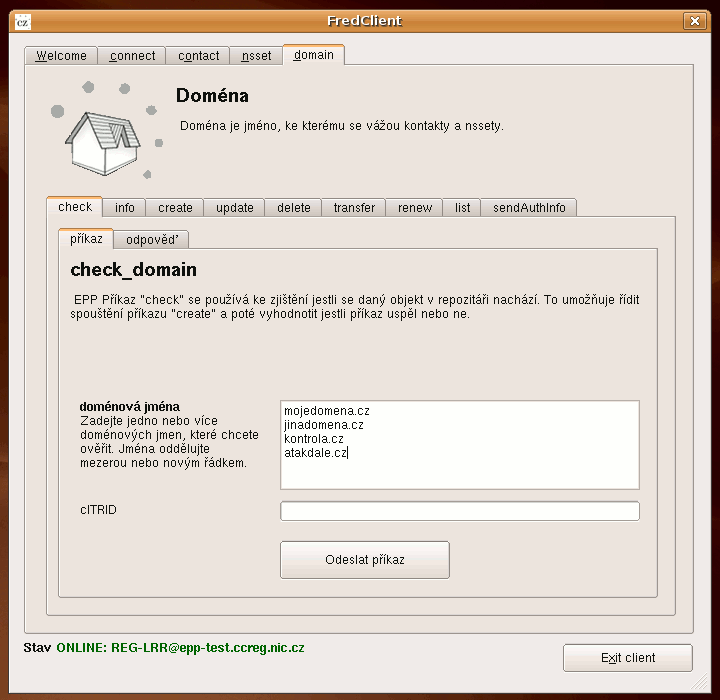 cz FredClient
Welcome connect contact nsset domain
Doména
Doména je jméno, ke kterému se vážou kontakty a nssety.
check info create update delete transfer renew list sendAuthInfo
příkaz odpověď
check_domain
EPP Příkaz "check" se používá ke zjištění jestli se daný objekt v repozitáři nachází. To umožňuje řídit
spouštění příkazu "create" a poté vyhodnotit jestli příkaz uspěl nebo ne.
doménová jména
Zadejte jedno nebo více
doménových jmen, které chcete
ověřit. Jména oddělujte
mezerou nebo novým řádkem.
mojedomena.cz
jinadomena.cz
kontrola.cz
atakdale.cz
clTRID
Odeslat příkaz
Stav ONLINE: REG-LRR@epp-test.ccreg.nic.cz
Exit client